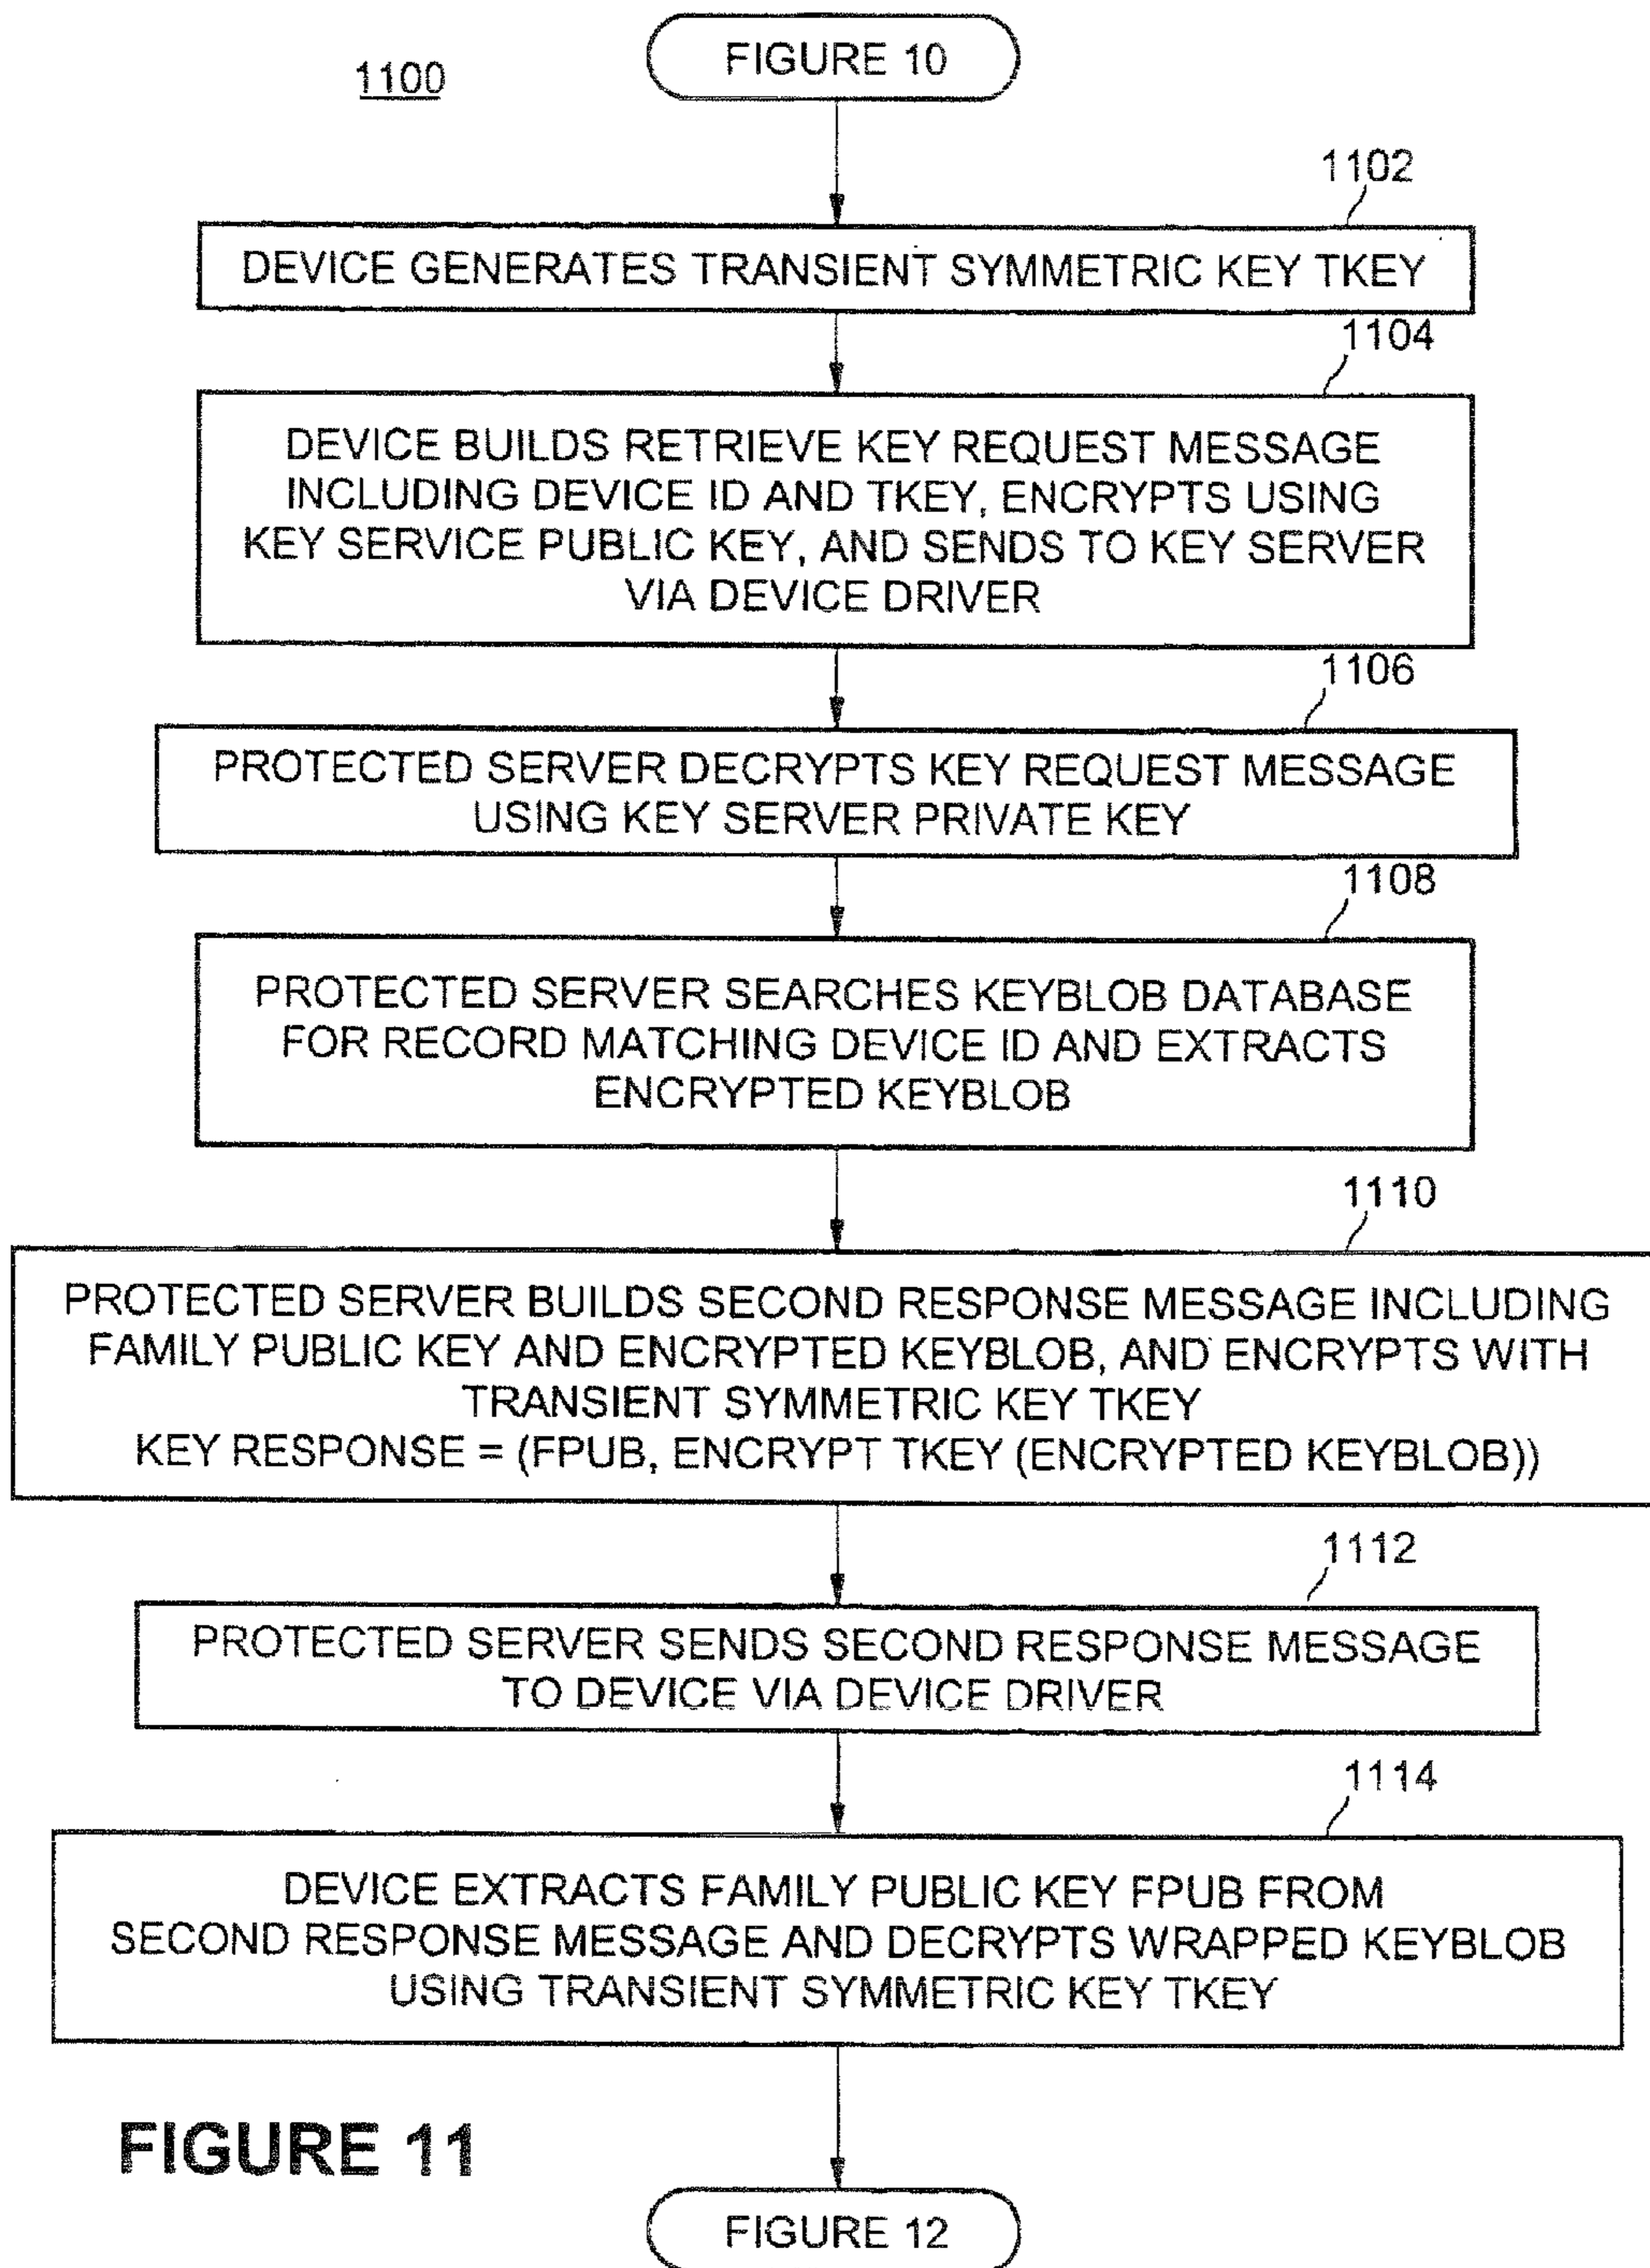 FIGURE 10
1100
1102
DEVICE GENERATES TRANSIENT SYMMETRIC KEY TKEY
1104
DEVICE BUILDS RETRIEVE KEY REQUEST MESSAGE
INCLUDING DEVICE ID AND TKEY, ENCRYPTS USING
KEY SERVICE PUBLIC KEY, AND SENDS TO KEY SERVER
VIA DEVICE DRIVER
1106
PROTECTED SERVER DECRYPTS KEY REQUEST MESSAGE
USING KEY SERVER PRIVATE KEY
1108
PROTECTED SERVER SEARCHES KEYBLOB DATABASE
FOR RECORD MATCHING DEVICE ID AND EXTRACTS
ENCRYPTED KEYBLOB
1110
PROTECTED SERVER BUILDS SECOND RESPONSE MESSAGE INCLUDING
FAMILY PUBLIC KEY AND ENCRYPTED KEYBLOB, AND ENCRYPTS WITH
TRANSIENT SYMMETRIC KEY TKEY
KEY RESPONSE = (FPUB, ENCRYPT TKEY (ENCRYPTED KEYBLOB))
1112
PROTECTED SERVER SENDS SECOND RESPONSE MESSAGE
TO DEVICE VIA DEVICE DRIVER
1114
DEVICE EXTRACTS FAMILY PUBLIC KEY FPUB FROM
SECOND RESPONSE MESSAGE AND DECRYPTS WRAPPED KEYBLOB
USING TRANSIENT SYMMETRIC KEY TKEY
FIGURE 11
FIGURE 12